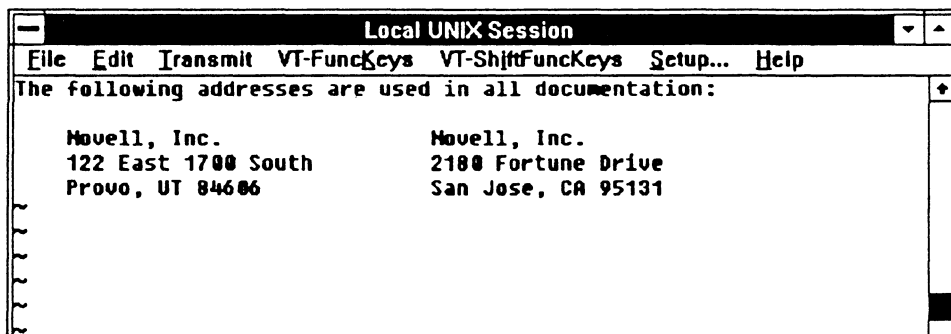 Local UNIX Session
File Edit Transmit VT-FuncKeys VT-ShiftFuncKeys Setup... Help
The following addresses are used in all documentation:
Novell, Inc. Novell, Inc.
122 East 1700 South 2180 Fortune Drive
Provo, UT 84606 San Jose, CA 95131
~
~
~
~
~
~